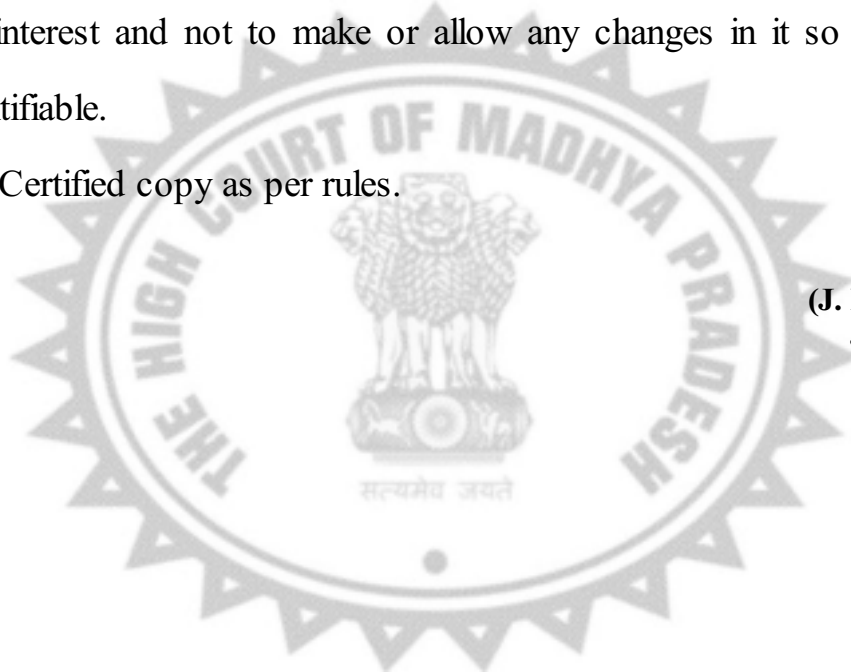 interest and not to make or allow any changes in it so
tifiable.
Certified copy as per rules.
THE HIGH COURT OF MADHYA PRADESH
(J.
सत्यमेव जयते